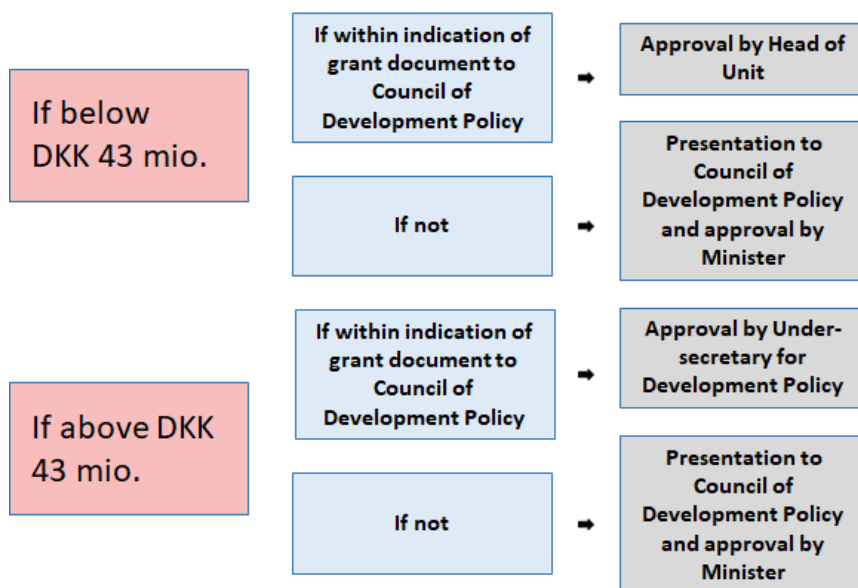 If below
DKK 43 mio.
If within indication of
grant document to
Council of
Development Policy
➡
Approval by Head of
Unit
If not
➡
Presentation to
Council of
Development Policy
and approval by
Minister
If above DKK
43 mio.
If within indication of
grant document to
Council of
Development Policy
➡
Approval by Under-
secretary for
Development Policy
If not
➡
Presentation to
Council of
Development Policy
and approval by
Minister